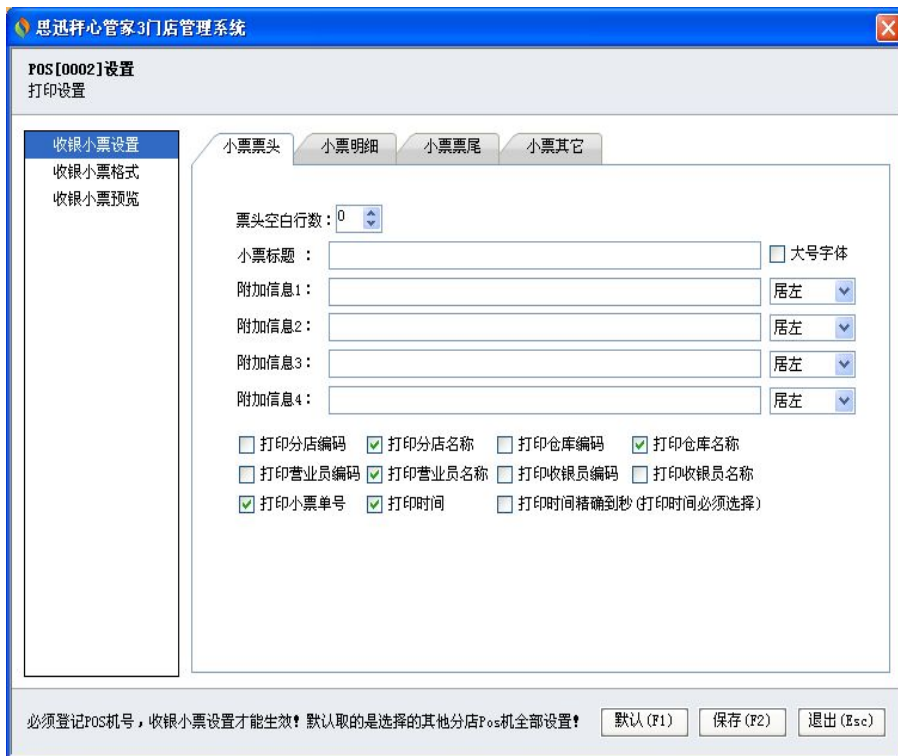 思迅秤心管家3门店管理系统
POS[0002]设置
打印设置
收银小票设置
收银小票格式
收银小票预览
小票票头 小票明细 小票票尾 小票其它
票头空白行数：0
小票标题 ： 大号字体
附加信息1： 居左
附加信息2： 居左
附加信息3： 居左
附加信息4： 居左
打印分店编码 打印分店名称 打印仓库编码 打印仓库名称
打印营业员编码 打印营业员名称 打印收银员编码 打印收银员名称
打印小票单号 打印时间 打印时间精确到秒(打印时间必须选择)
必须登记POS机号，收银小票设置才能生效！默认取的是选择的其他分店Pos机全部设置！ 默认(F1) 保存(F2) 退出(Esc)